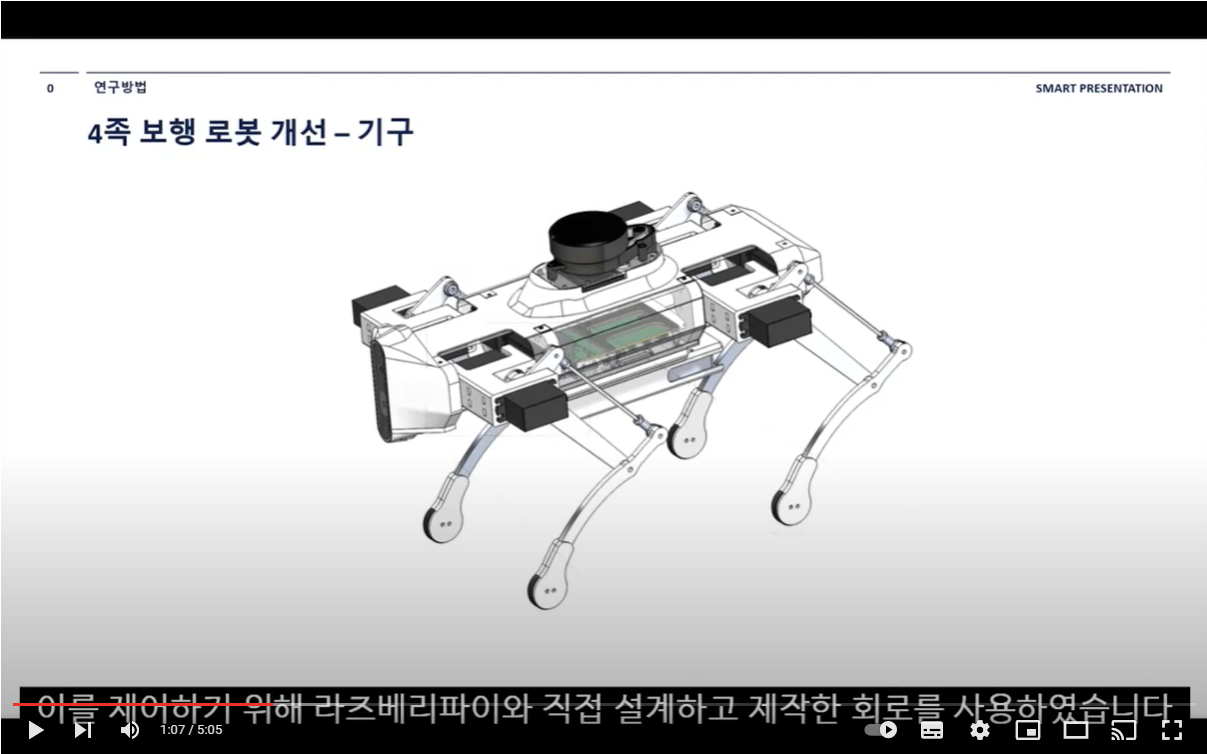 0
연구방법
SMART PRESENTATION
4족 보행 로봇 개선 – 기구
이를 제어하기 위해 라즈베리파이와 직접 설계하고 제작한 회로를 사용하였습니다
1:07 / 5:05